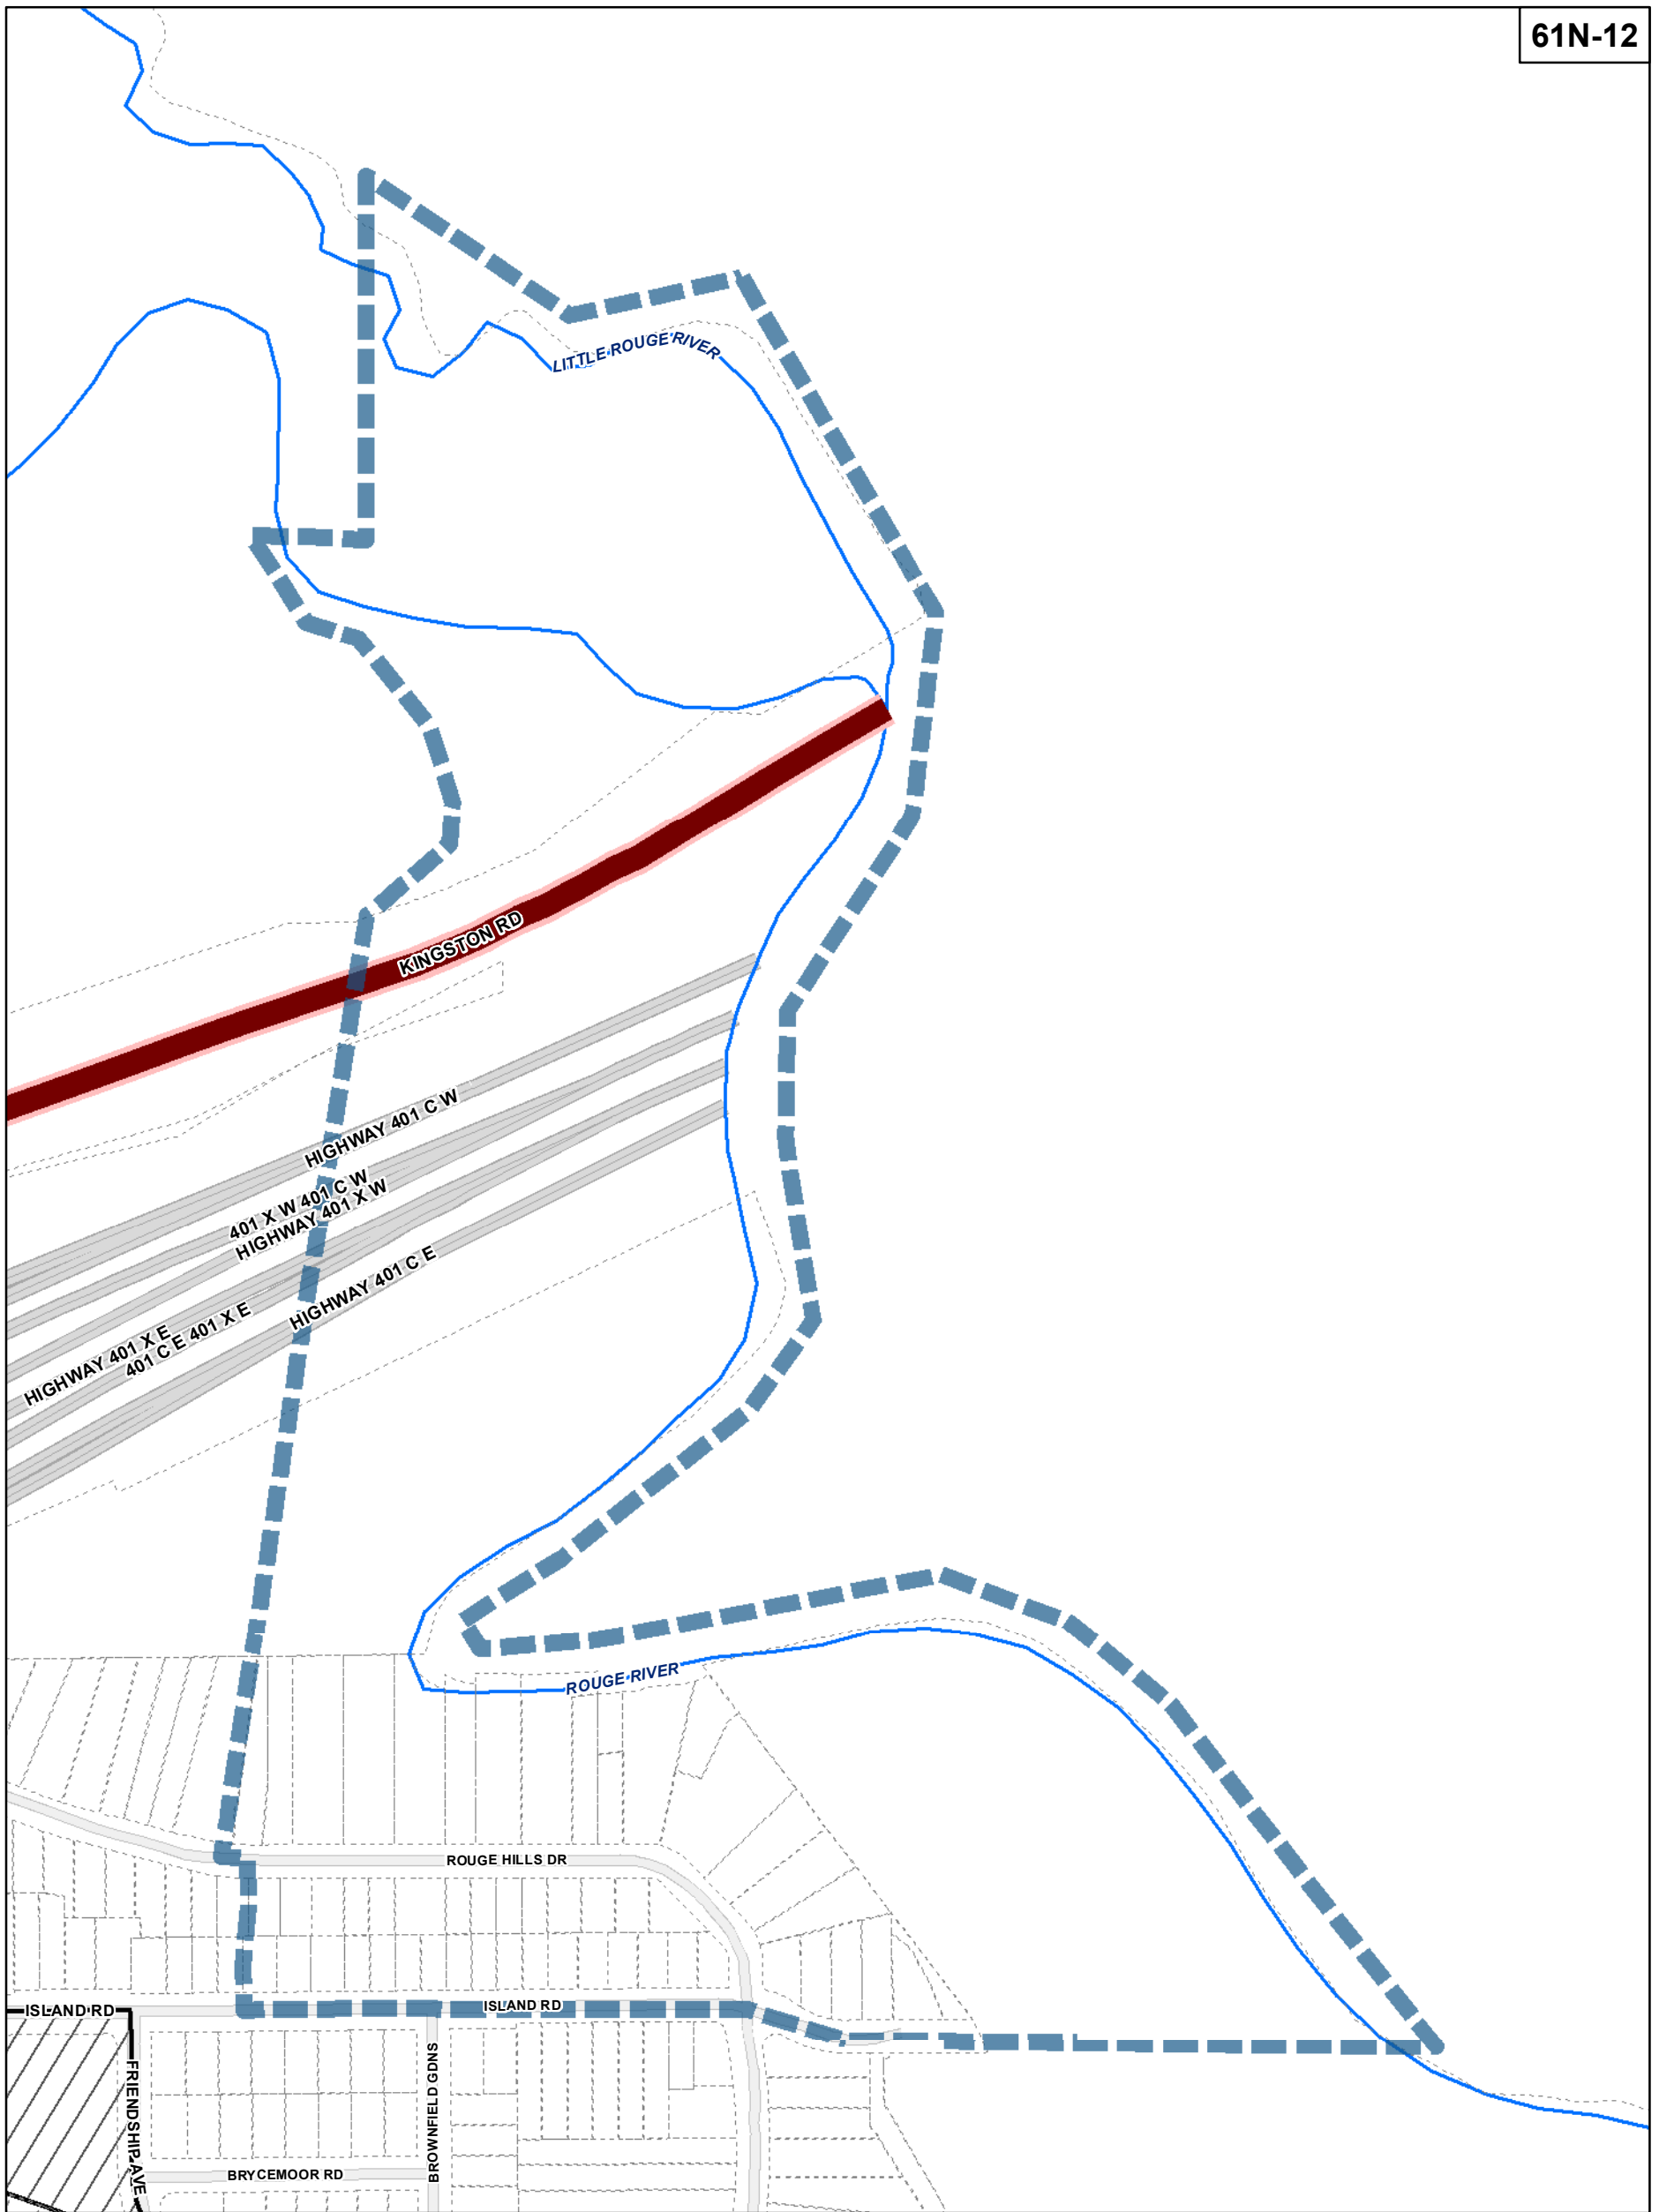 61N-12
LITTLE ROUGE RIVER
KINGSTON RD
HIGHWAY 401 C W
401 X W 401 C W
HIGHWAY 401 X W
HIGHWAY 401 C E
HIGHWAY 401 X E
401 C E 401 X E
ROUGE RIVER
ROUGE HILLS DR
ISLAND RD
ISLAND RD
FRIENDSHIP AVE
BROWNFIELD GDNS
BRYCEMOOR RD